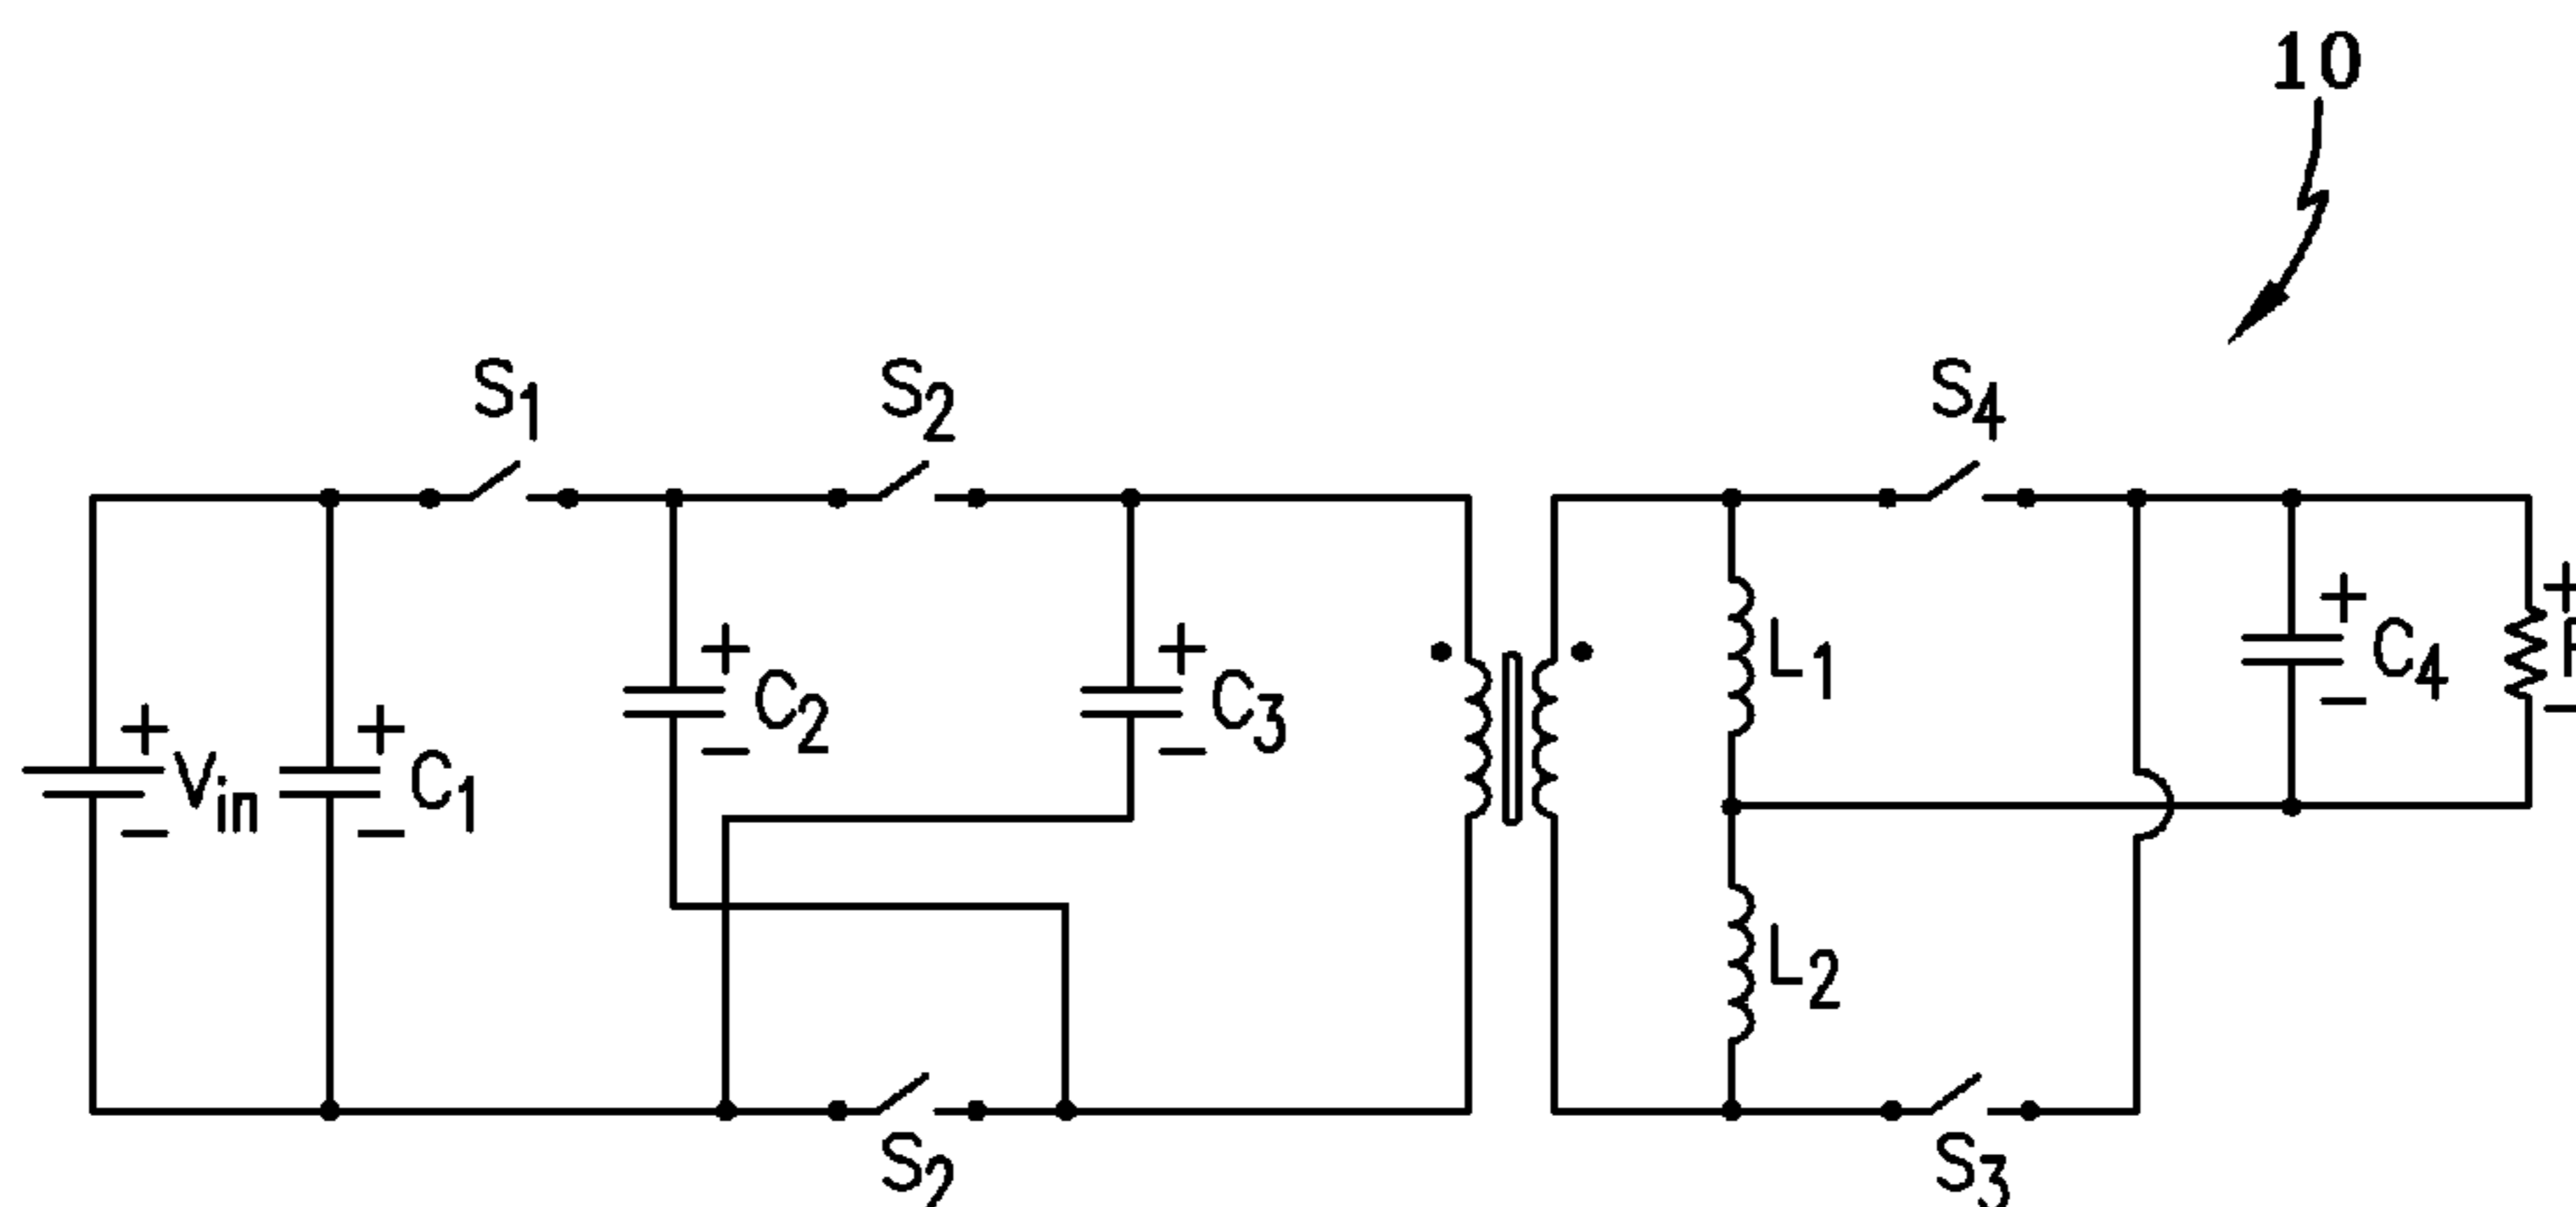 10
S1
S2
S4
+
+
+
+
L1
C2
C3
C4
+
+
Vin
C1
-
-
-
-
-
-
L2
S2
S3